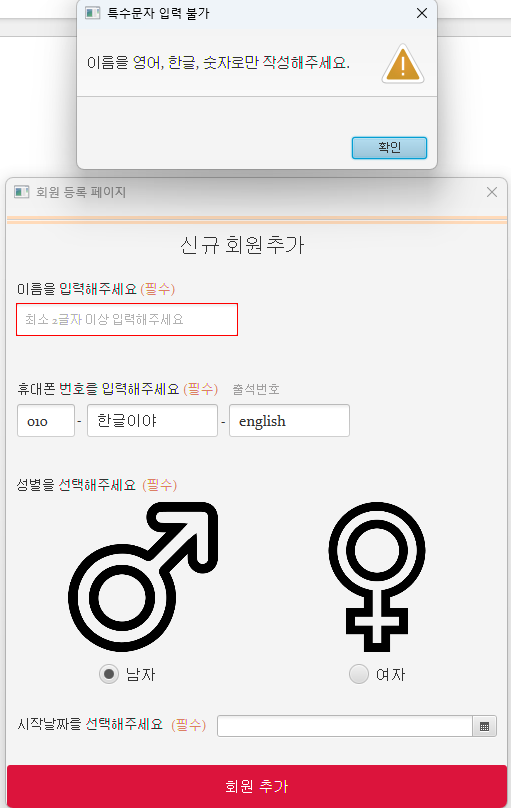 특수문자 입력 불가
이름을 영어, 한글, 숫자로만 작성해주세요.
확인
회원 등록 페이지
신규 회원추가
이름을 입력해주세요 (필수)
최소 2글자 이상 입력해주세요
휴대폰 번호를 입력해주세요 (필수) 출석번호
010 - 한글이야 - english
성별을 선택해주세요 (필수)
남자 여자
시작날짜를 선택해주세요 (필수)
회원 추가